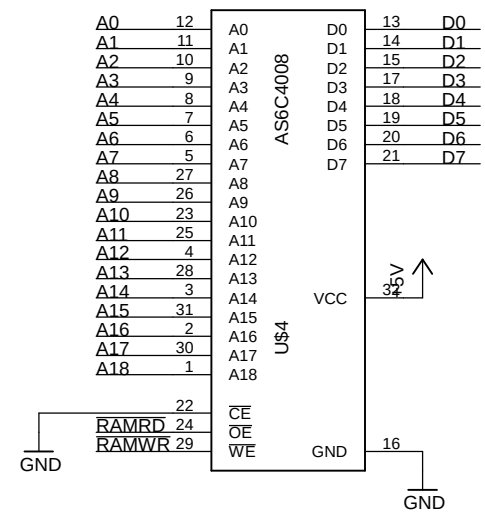 A0 12 A0 D0 13 D0
A1 11 A1 D1 14 D1
A2 10 A2 D2 15 D2
A3 9 A3 D3 17 D3
A4 8 A4 D4 18 D4
A5 7 A5 D5 19 D5
A6 6 A6 D6 20 D6
A7 5 A7 D7 21 D7
A8 27 A8
A9 26 A9
A10 23 A10
A11 25 A11
A12 4 A12
A13 28 A13
A14 3 A14 VCC 32
A15 31 A15
A16 2 A16
A17 30 A17
A18 1 A18
AS6C4008
U$4
+5V
22 CE
RAMRD 24 OE
RAMWR 29 WE GND 16
GND
GND